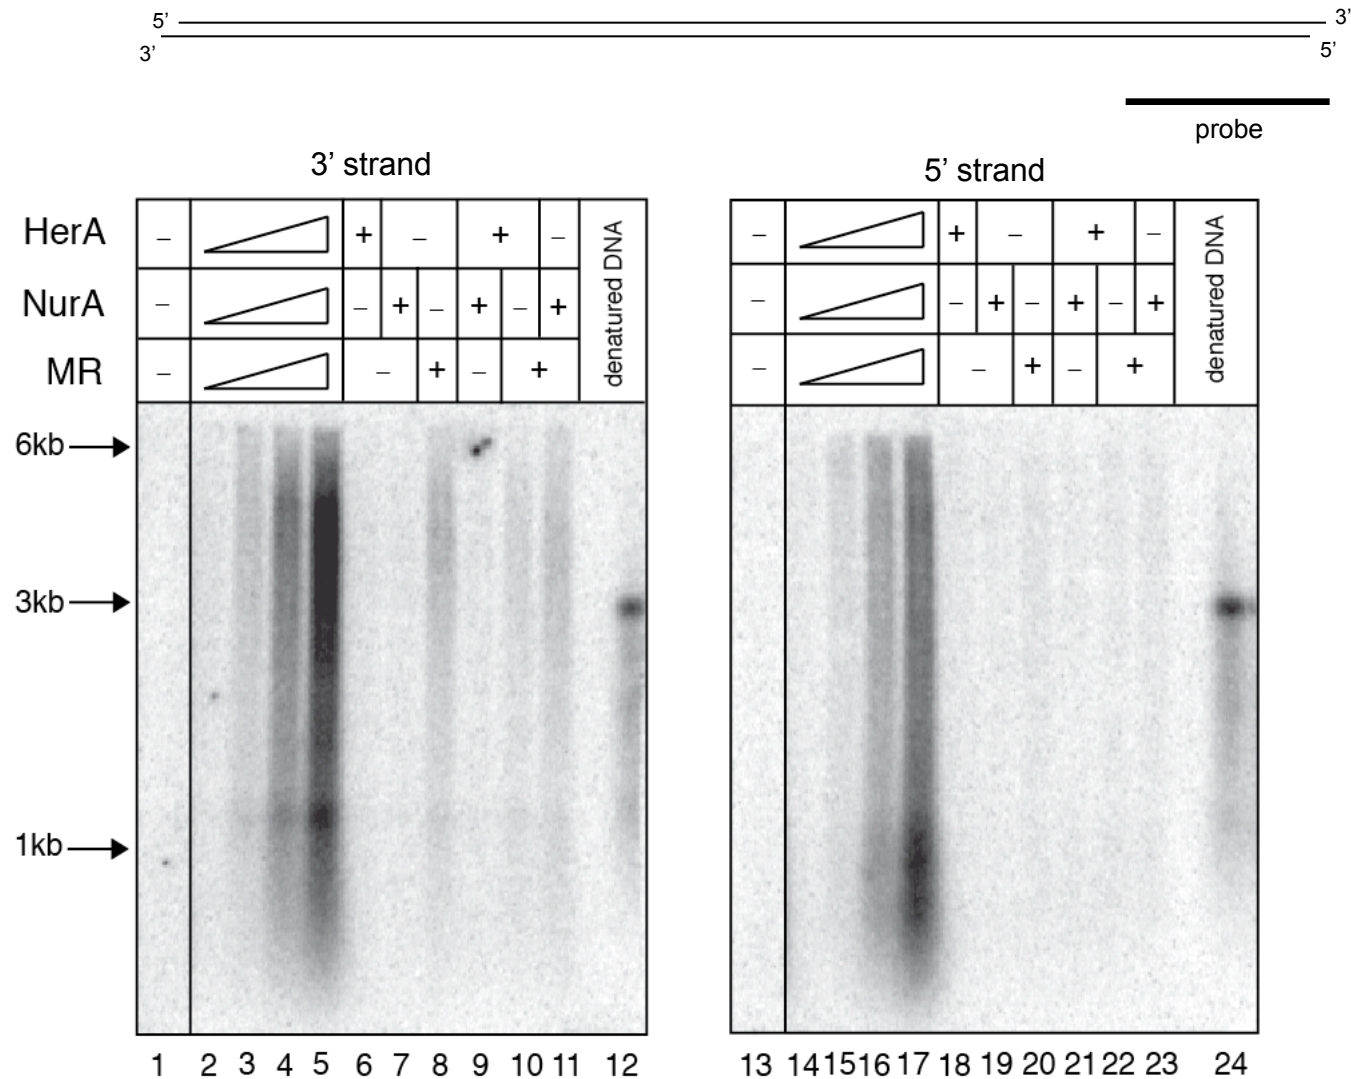 5’ 3’
3’ 5’
probe
3’ strand 5’ strand
HerA – + – + – denatured DNA – + – + – denatured DNA
NurA – – + – + – + – – + – + – +
MR – – + – + – – + – +
6kb
3kb
1kb
1 2 3 4 5 6 7 8 9 10 11 12 13 14 15 16 17 18 19 20 21 22 23 24